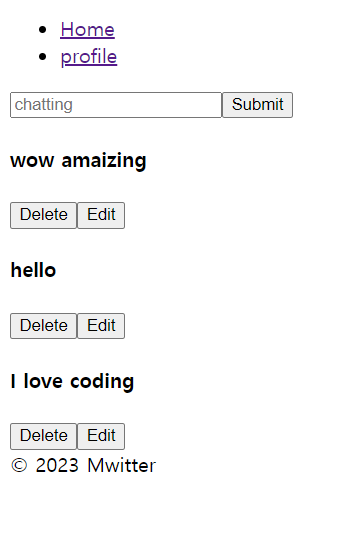 Home
profile
chatting Submit
wow amaizing
Delete Edit
hello
Delete Edit
I love coding
Delete Edit
© 2023 Mwitter